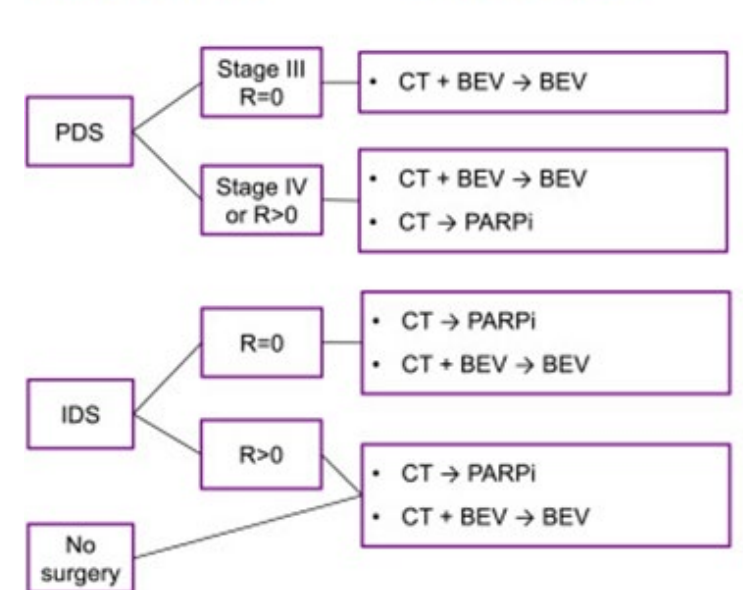 PDS
Stage III
R=0
• CT + BEV → BEV
Stage IV
or R>0
• CT + BEV → BEV
• CT → PARPi
IDS
R=0
• CT → PARPi
• CT + BEV → BEV
R>0
• CT → PARPi
• CT + BEV → BEV
No
surgery